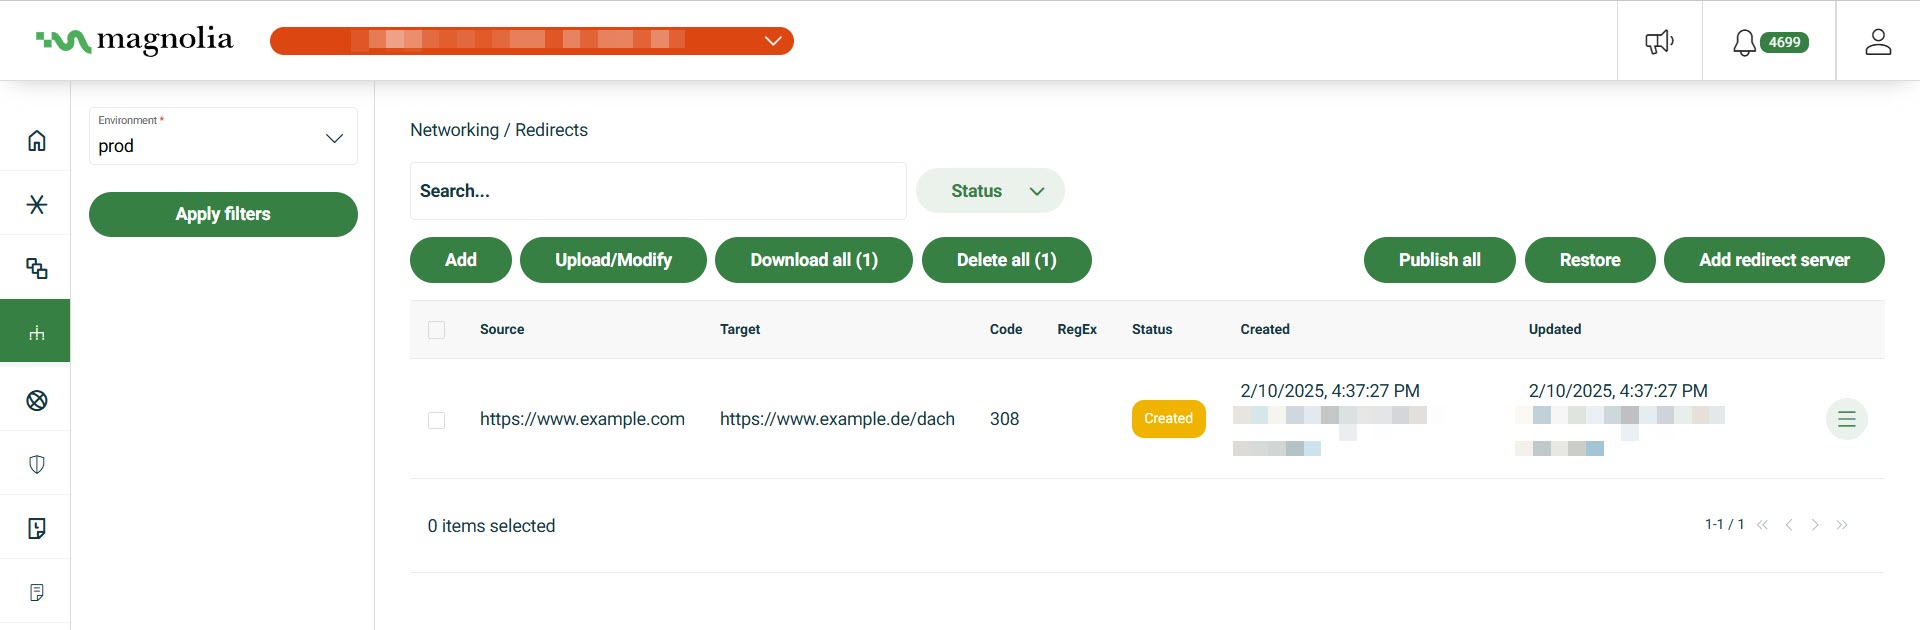 magnolia
4699
Environment *
prod
Apply filters
Networking / Redirects
Search...
Status
Add
Upload/Modify
Download all (1)
Delete all (1)
Publish all
Restore
Add redirect server
Source
Target
Code
RegEx
Status
Created
Updated
https://www.example.com
https://www.example.de/dach
308
Created
2/10/2025, 4:37:27 PM
2/10/2025, 4:37:27 PM
0 items selected
1-1 / 1